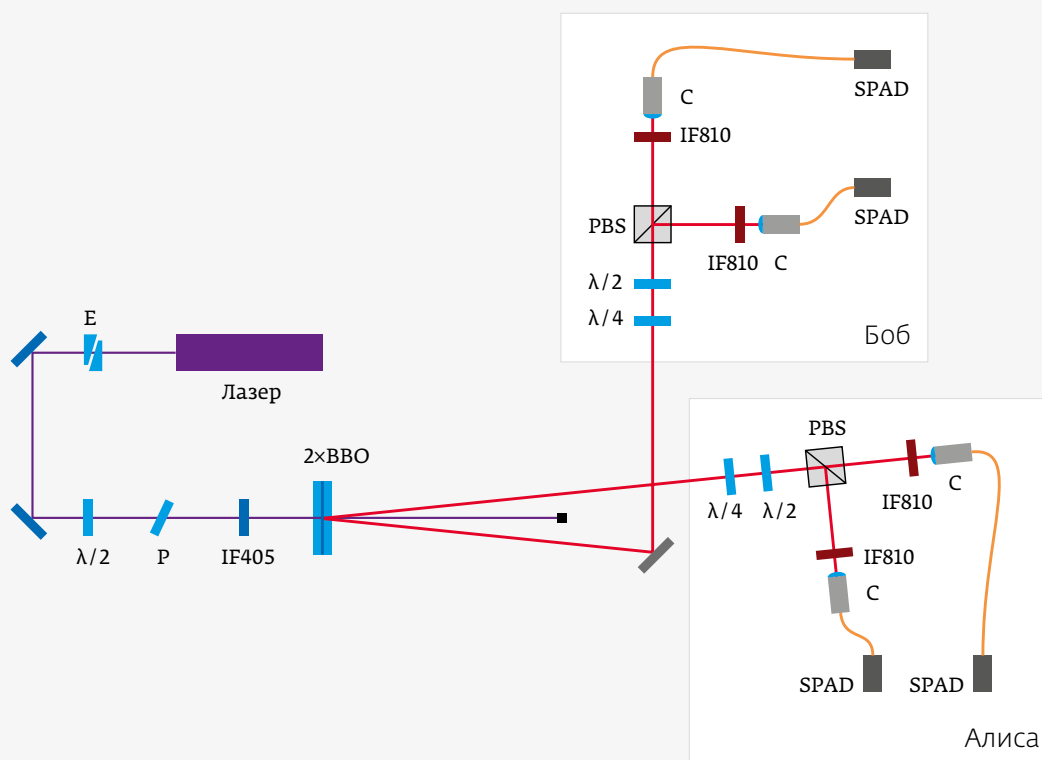 C
SPAD
IF810
SPAD
PBS
IF810
C
λ/2
λ/4
Боб
E
Лазер
PBS
2×BBO
C
IF810
λ/4
λ/2
λ/2
P
IF405
IF810
C
SPAD
SPAD
Алиса